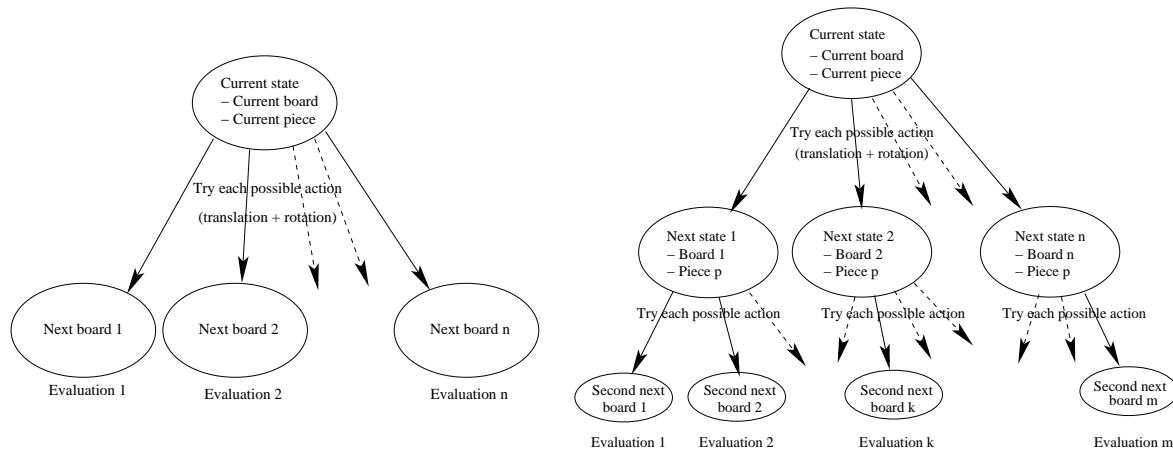 Current state
– Current board
– Current piece
Try each possible action
(translation + rotation)
Next board 1
Next board 2
Next board n
Evaluation 1
Evaluation 2
Evaluation n
Current state
– Current board
– Current piece
Try each possible action
(translation + rotation)
Next state 1
– Board 1
– Piece p
Next state 2
– Board 2
– Piece p
Next state n
– Board n
– Piece p
Try each possible action
Try each possible action
Try each possible action
Second next
board 1
Second next
board 2
Second next
board k
Second next
board m
Evaluation 1
Evaluation 2
Evaluation k
Evaluation m